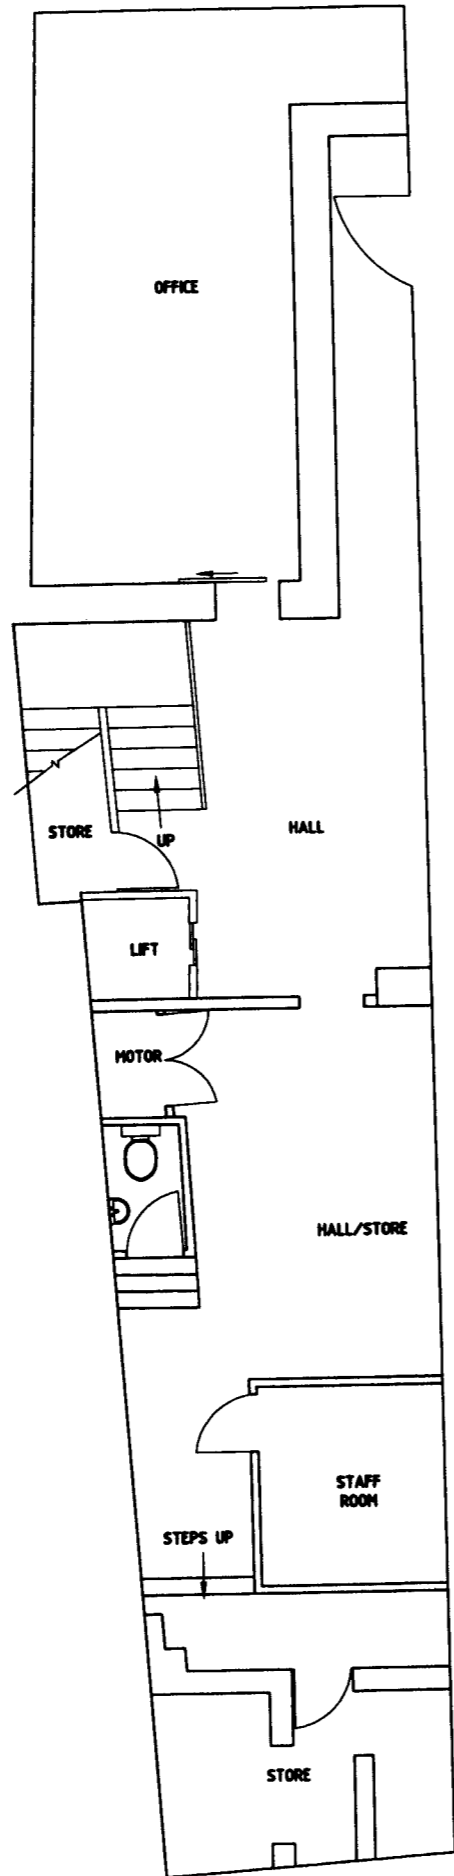 OFFICE
HALL
STORE
UP
LIFT
MOTOR
HALL/STORE
STAFF
ROOM
STEPS UP
STORE